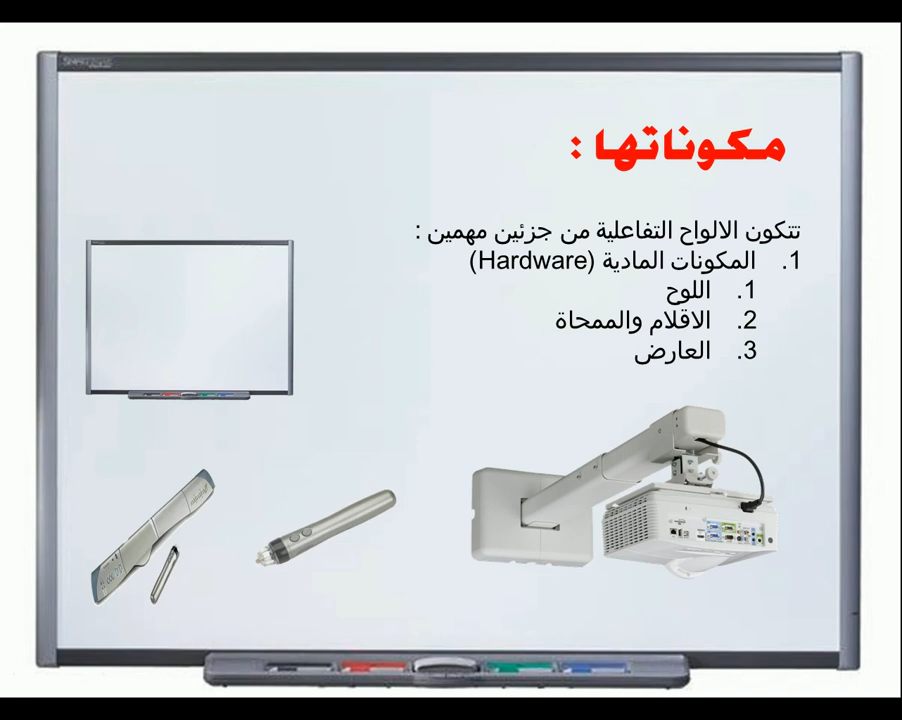 مكوناتها :
تتكون الالواح التفاعلية من جزئين مهمين :
1. المكونات المادية (Hardware)
1. اللوح
2. الاقلام والممحاة
3. العارض